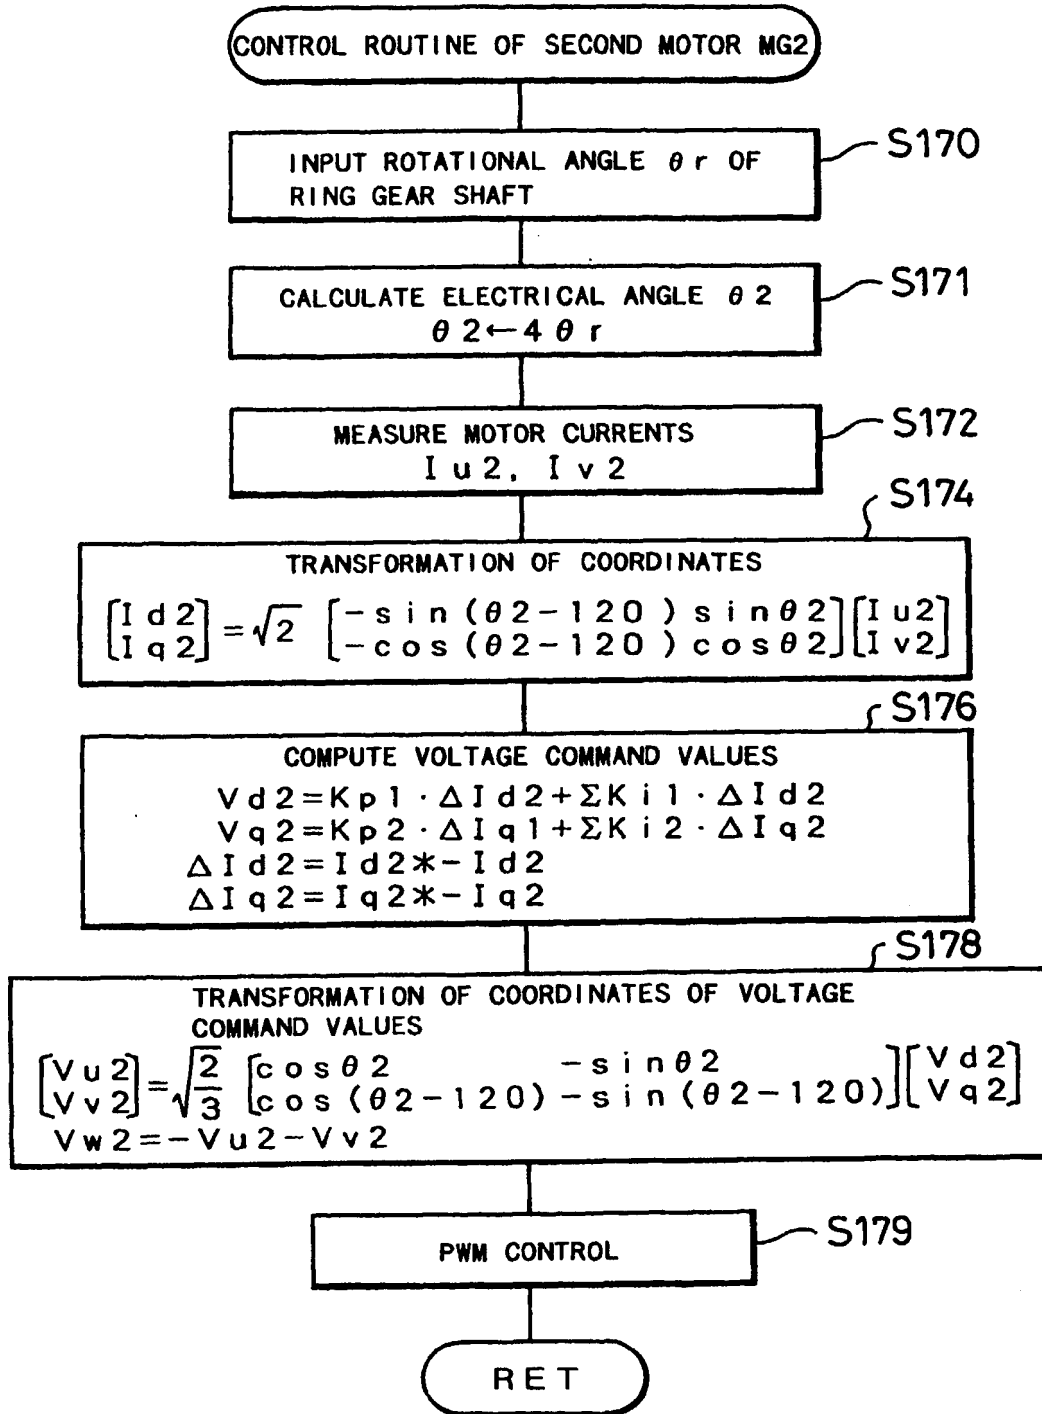 CONTROL ROUTINE OF SECOND MOTOR MG2
S170
INPUT ROTATIONAL ANGLE θr OF
RING GEAR SHAFT
S171
CALCULATE ELECTRICAL ANGLE θ2
θ2←4θr
S172
MEASURE MOTOR CURRENTS
Iu2, Iv2
S174
TRANSFORMATION OF COORDINATES
[Id2] = √2 [-sin(θ2-120) sinθ2][Iu2]
[Iq2] [-cos(θ2-120) cosθ2][Iv2]
S176
COMPUTE VOLTAGE COMMAND VALUES
Vd2=Kp1·ΔId2+ΣKi1·ΔId2
Vq2=Kp2·ΔIq1+ΣKi2·ΔIq2
ΔId2=Id2*-Id2
ΔIq2=Iq2*-Iq2
S178
TRANSFORMATION OF COORDINATES OF VOLTAGE
COMMAND VALUES
[Vu2] = √2/3 [cosθ2 -sinθ2][Vd2]
[Vv2] [cos(θ2-120) -sin(θ2-120)][Vq2]
Vw2=-Vu2-Vv2
S179
PWM CONTROL
RET